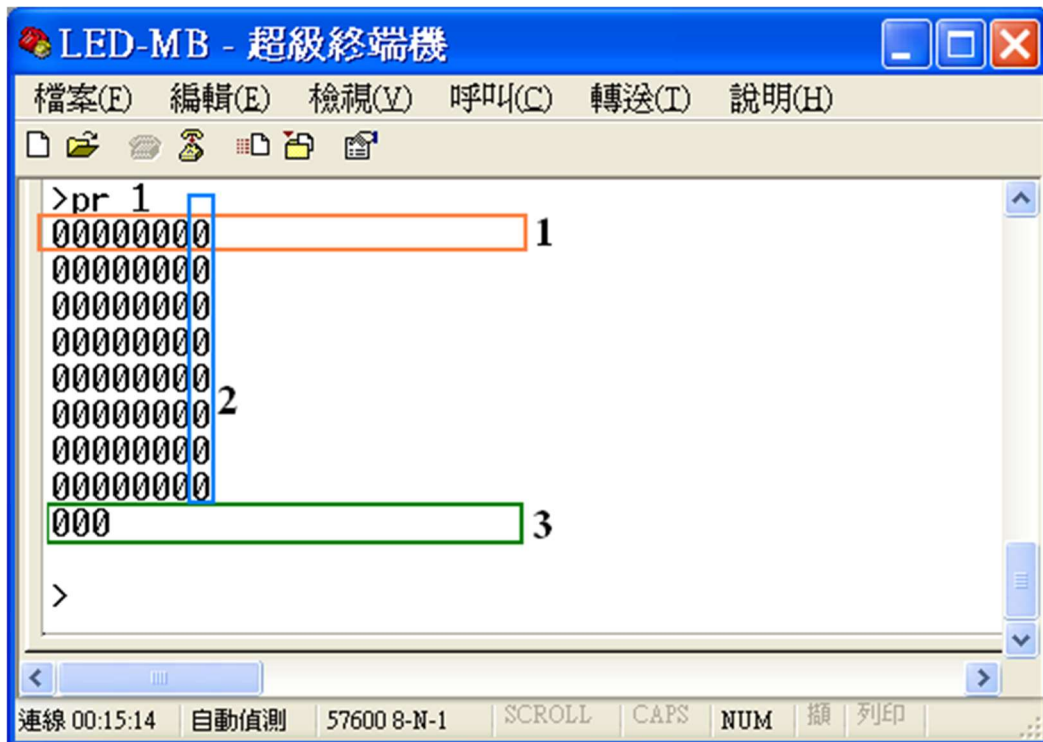 LED-MB - 超級終端機
檔案(F) 編輯(E) 檢視(V) 呼叫(C) 轉送(T) 說明(H)
>pr 1
00000000 1
00000000
00000000
00000000
00000000
00000000 2
00000000
00000000
000 3
>
連線 00:15:14 自動偵測 57600 8-N-1 SCROLL CAPS NUM 擷 列印